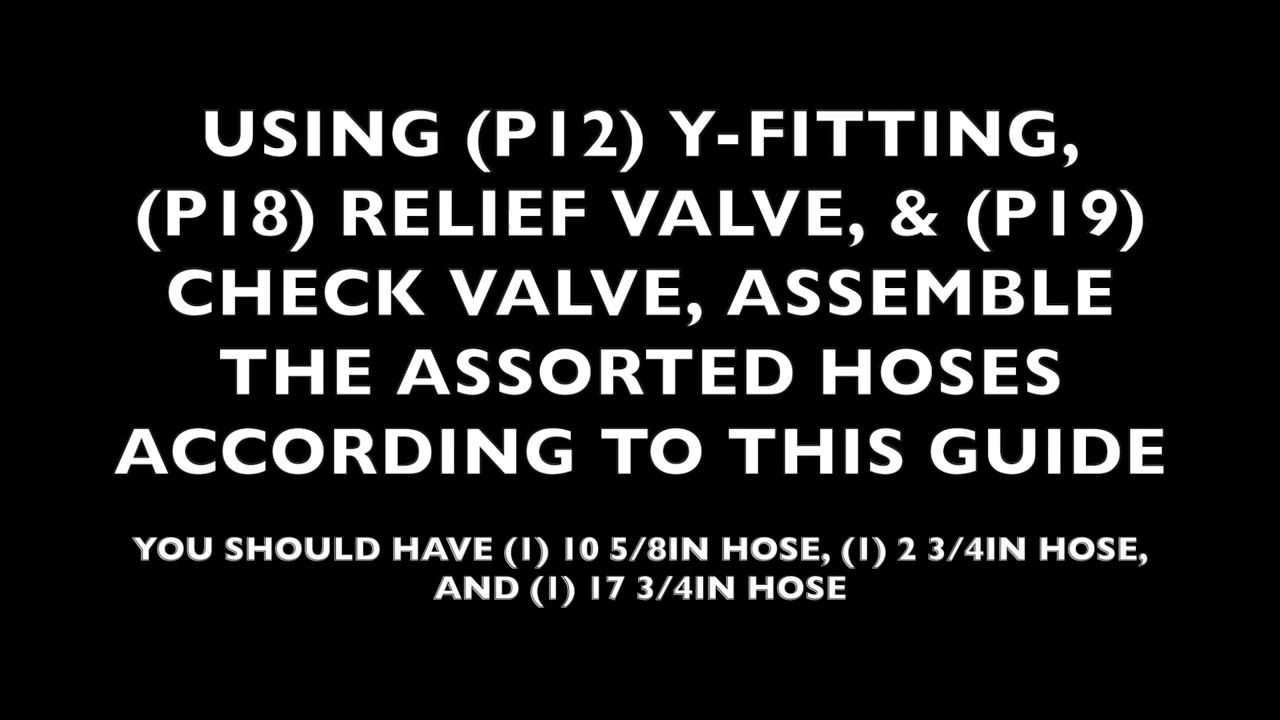 USING (P12) Y-FITTING,
(P18) RELIEF VALVE, & (P19)
CHECK VALVE, ASSEMBLE
THE ASSORTED HOSES
ACCORDING TO THIS GUIDE
YOU SHOULD HAVE (1) 10 5/8IN HOSE, (1) 2 3/4IN HOSE,
AND (1) 17 3/4IN HOSE